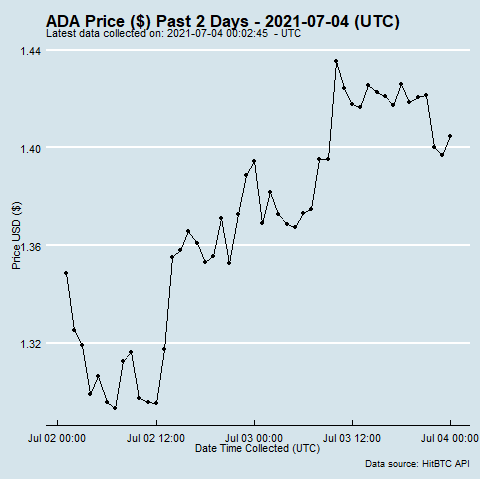 ADA Price ($) Past 2 Days - 2021-07-04 (UTC)
Latest data collected on: 2021-07-04 00:02:45  - UTC
1.44
1.40
1.36
1.32
Price USD ($)
Jul 02 00:00
Jul 02 12:00
Jul 03 00:00
Jul 03 12:00
Jul 04 00:00
Date Time Collected (UTC)
Data source: HitBTC API